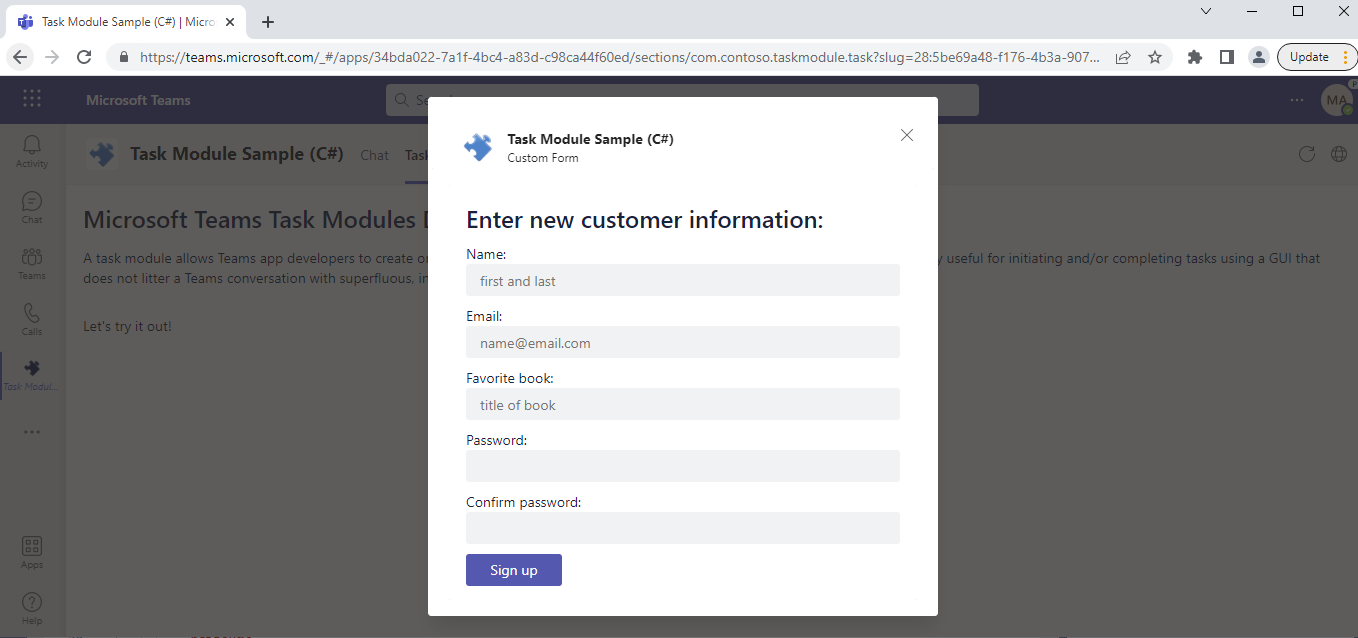 Task Module Sample (C#) | Micro
https://teams.microsoft.com/_#/apps/34bda022-7a1f-4bc4-a83d-c98ca44f60ed/sections/com.contoso.taskmodule.task?slug=28:5be69a48-f176-4b3a-907...
Update
Microsoft Teams
MA
Activity
Chat
Teams
Calls
Task Modul...
Apps
Help
Task Module Sample (C#)
Chat
Microsoft Teams Task Modules
A task module allows Teams app developers to create
useful for initiating and/or completing tasks using a GUI that
does not litter a Teams conversation with superfluous,
Let's try it out!
Task Module Sample (C#)
Custom Form
Enter new customer information:
Name:
first and last
Email:
name@email.com
Favorite book:
title of book
Password:
Confirm password:
Sign up